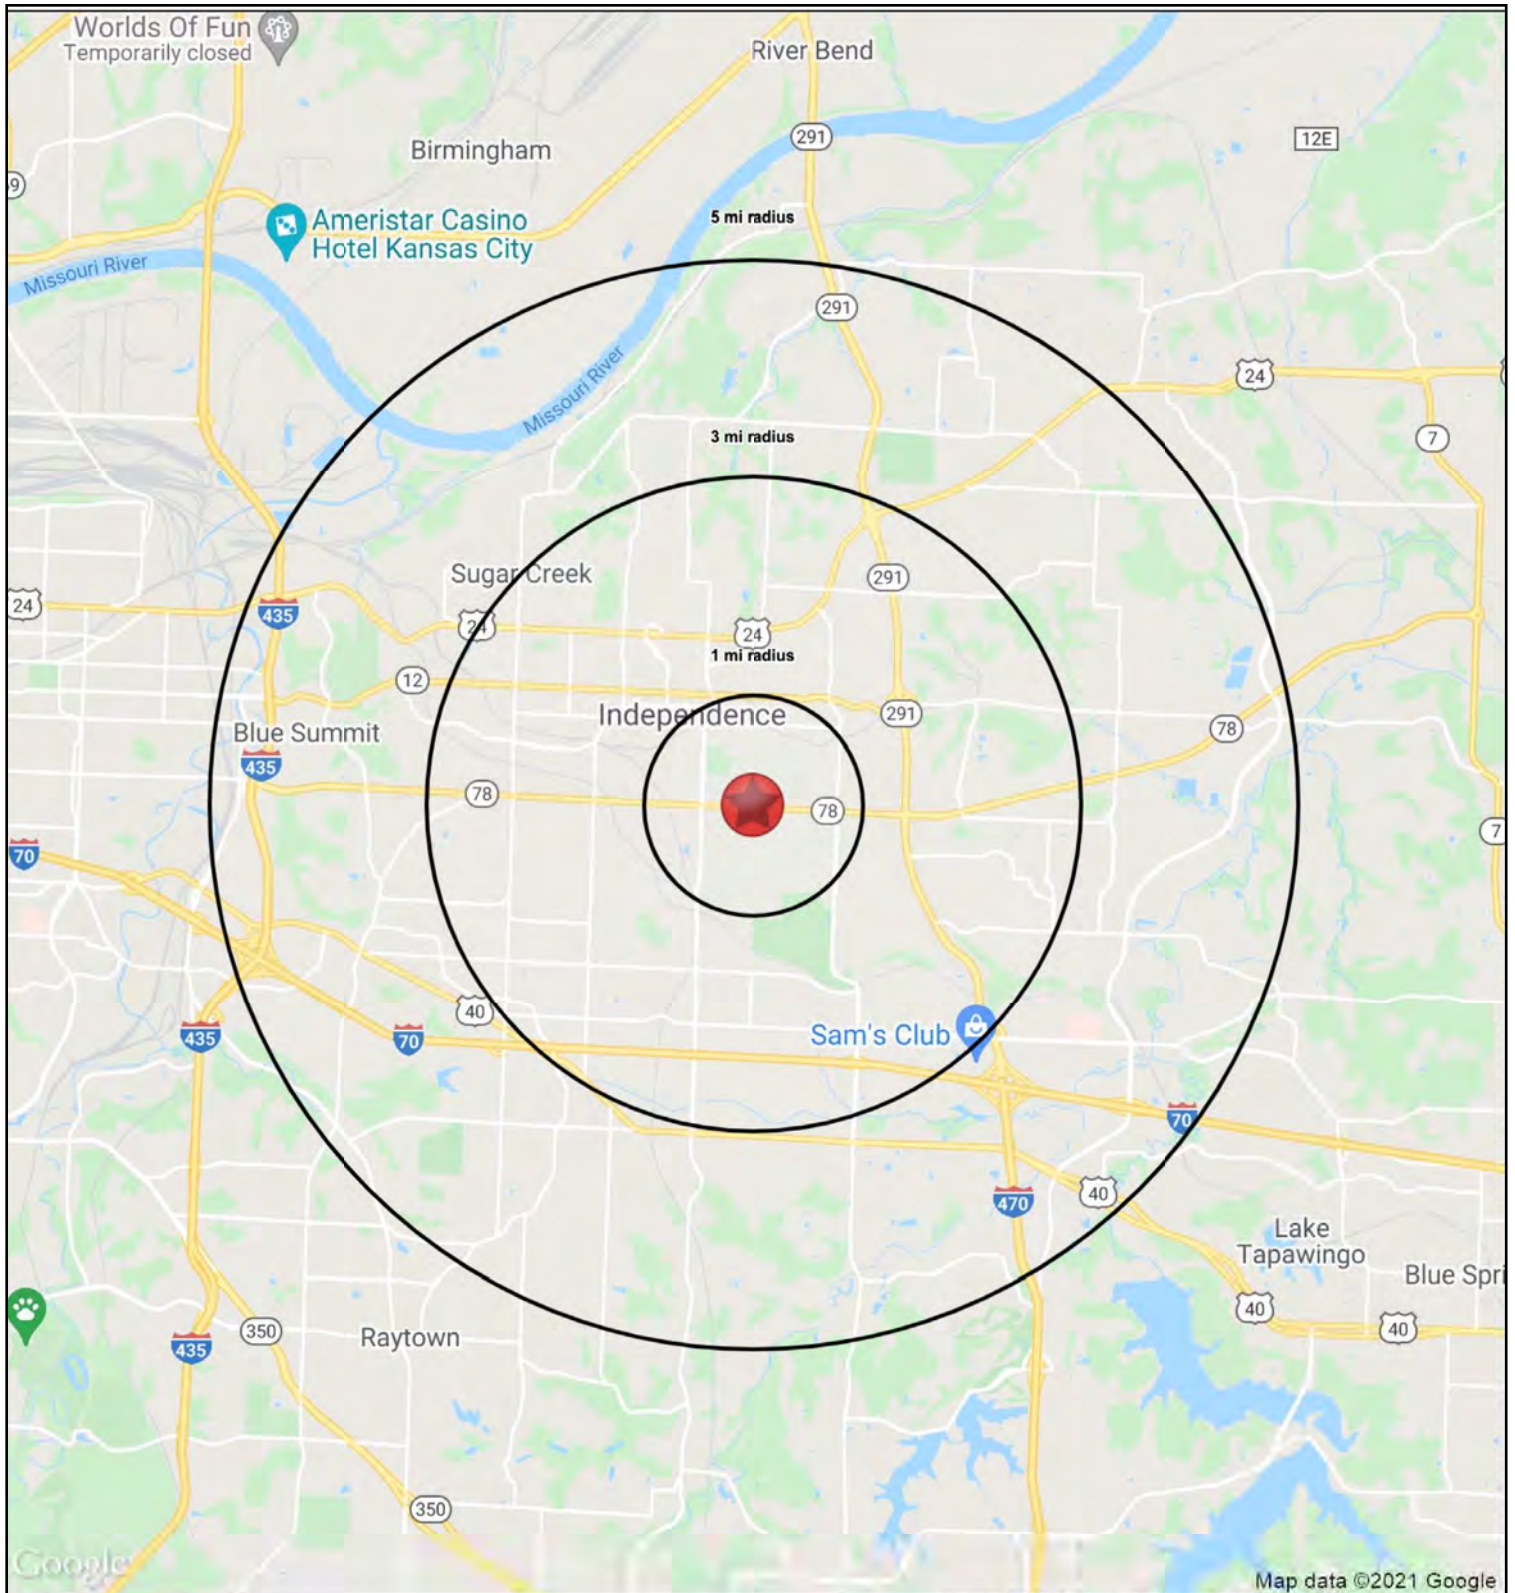 Worlds Of Fun
Temporarily closed
River Bend
291
12E
Birmingham
Ameristar Casino
Hotel Kansas City
5 mi radius
Missouri River
291
Missouri River
24
3 mi radius
7
Sugar Creek
291
24
435
24
24
1 mi radius
12
Independence
291
78
Blue Summit
435
78
78
7
70
40
Sam's Club
435
70
70
40
470
Lake
Tapawingo
Blue Spri
40
40
350
Raytown
435
350
Google
Map data ©2021 Google